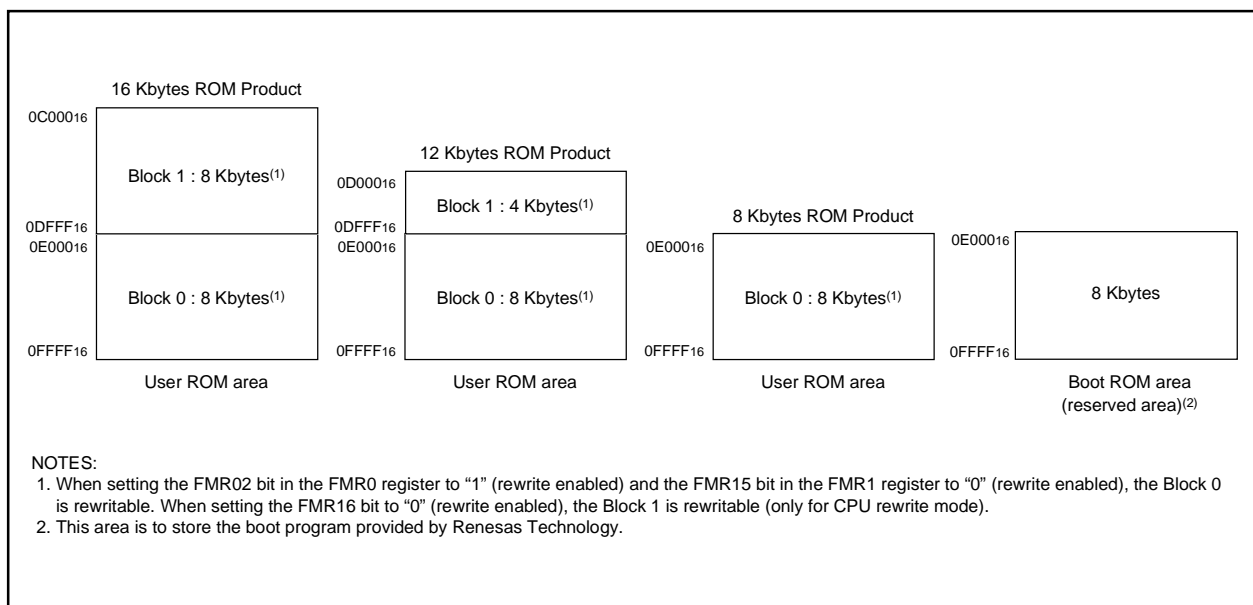 16 Kbytes ROM Product
0C00016
Block 1 : 8 Kbytes(1)
0DFFF16
0E00016
Block 0 : 8 Kbytes(1)
0FFFF16
User ROM area
12 Kbytes ROM Product
0D00016
Block 1 : 4 Kbytes(1)
0DFFF16
0E00016
Block 0 : 8 Kbytes(1)
0FFFF16
User ROM area
8 Kbytes ROM Product
0E00016
Block 0 : 8 Kbytes(1)
0FFFF16
User ROM area
0E00016
8 Kbytes
0FFFF16
Boot ROM area
(reserved area)(2)
NOTES:
1. When setting the FMR02 bit in the FMR0 register to “1” (rewrite enabled) and the FMR15 bit in the FMR1 register to “0” (rewrite enabled), the Block 0
is rewritable. When setting the FMR16 bit to “0” (rewrite enabled), the Block 1 is rewritable (only for CPU rewrite mode).
2. This area is to store the boot program provided by Renesas Technology.